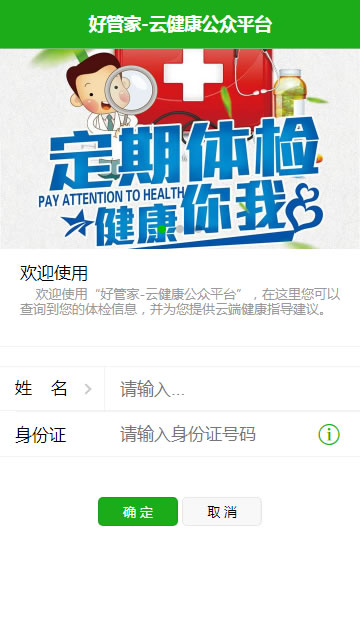 好管家-云健康公众平台
定期体检
PAY ATTENTION TO HEALTH
健康你我
欢迎使用
欢迎使用“好管家-云健康公众平台”,在这里您可以
查询到您的体检信息,并为您提供云端健康指导建议。
姓 名
请输入...
身份证
请输入身份证号码
确 定
取 消